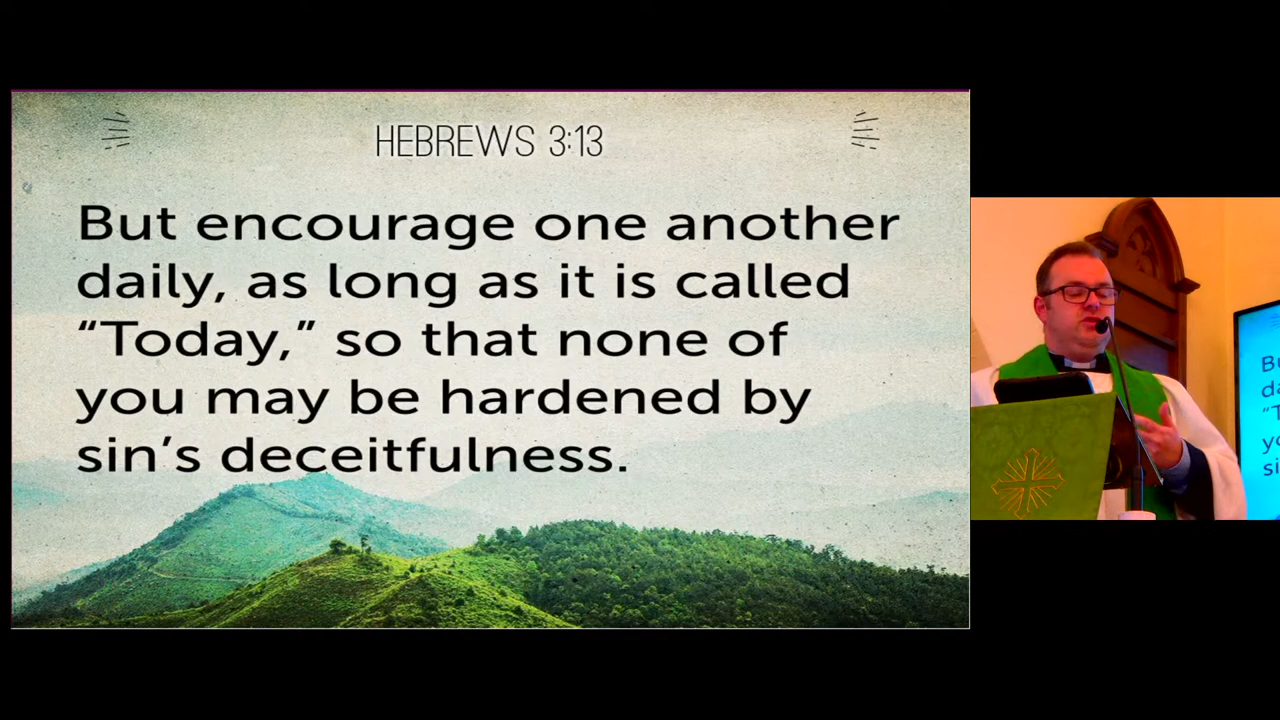 HEBREWS 3:13
But encourage one another
daily, as long as it is called
“Today,” so that none of
you may be hardened by
sin’s deceitfulness.